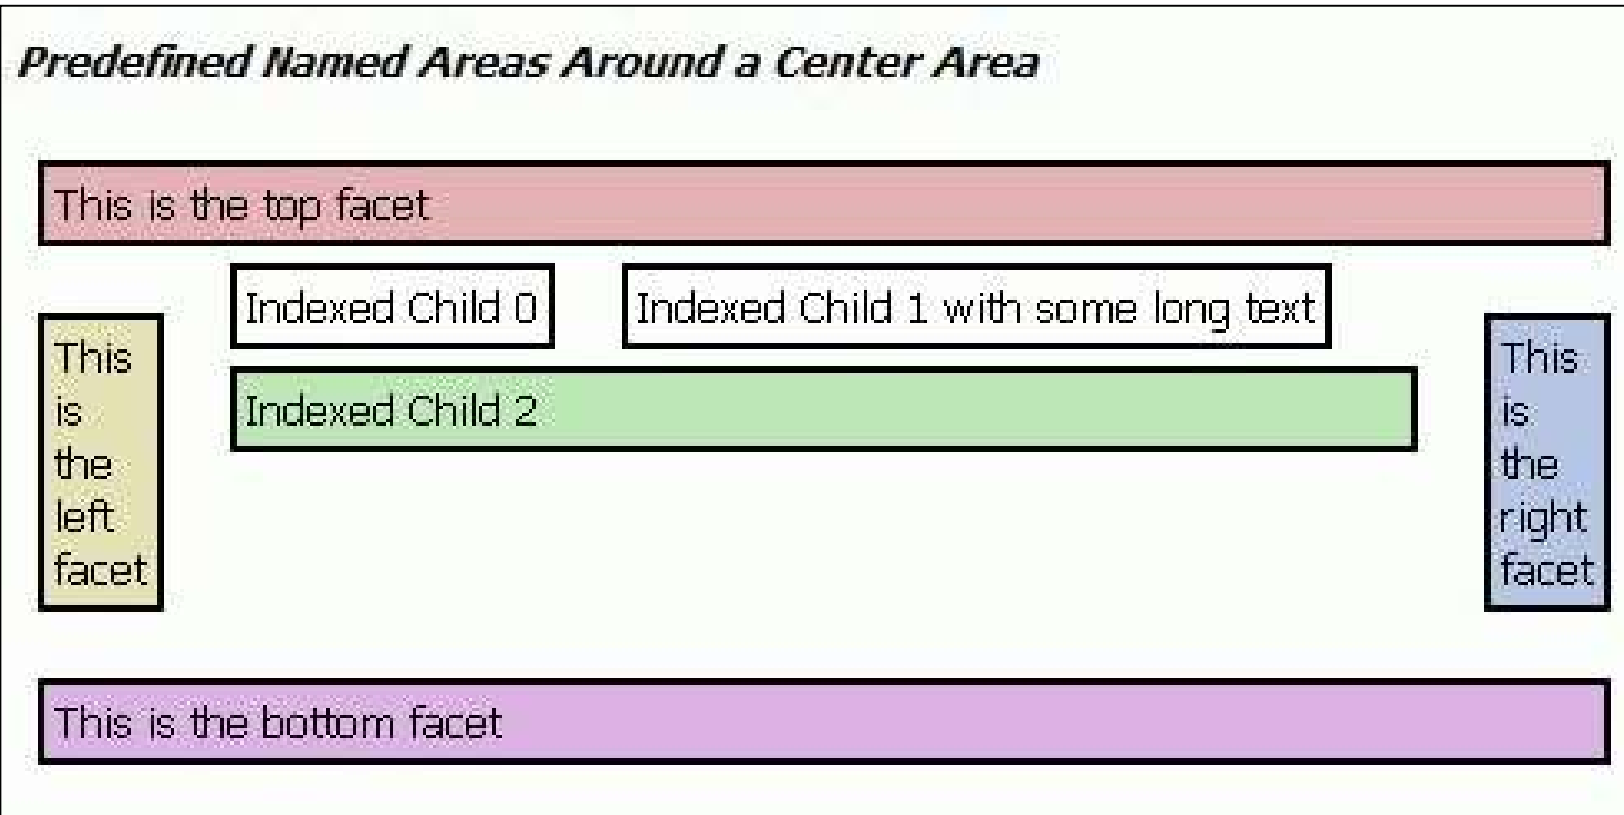 Predefined Named Areas Around a Center Area
This is the top facet
Indexed Child 0
Indexed Child 1 with some long text
This
is
the
left
facet
Indexed Child 2
This
is
the
right
facet
This is the bottom facet